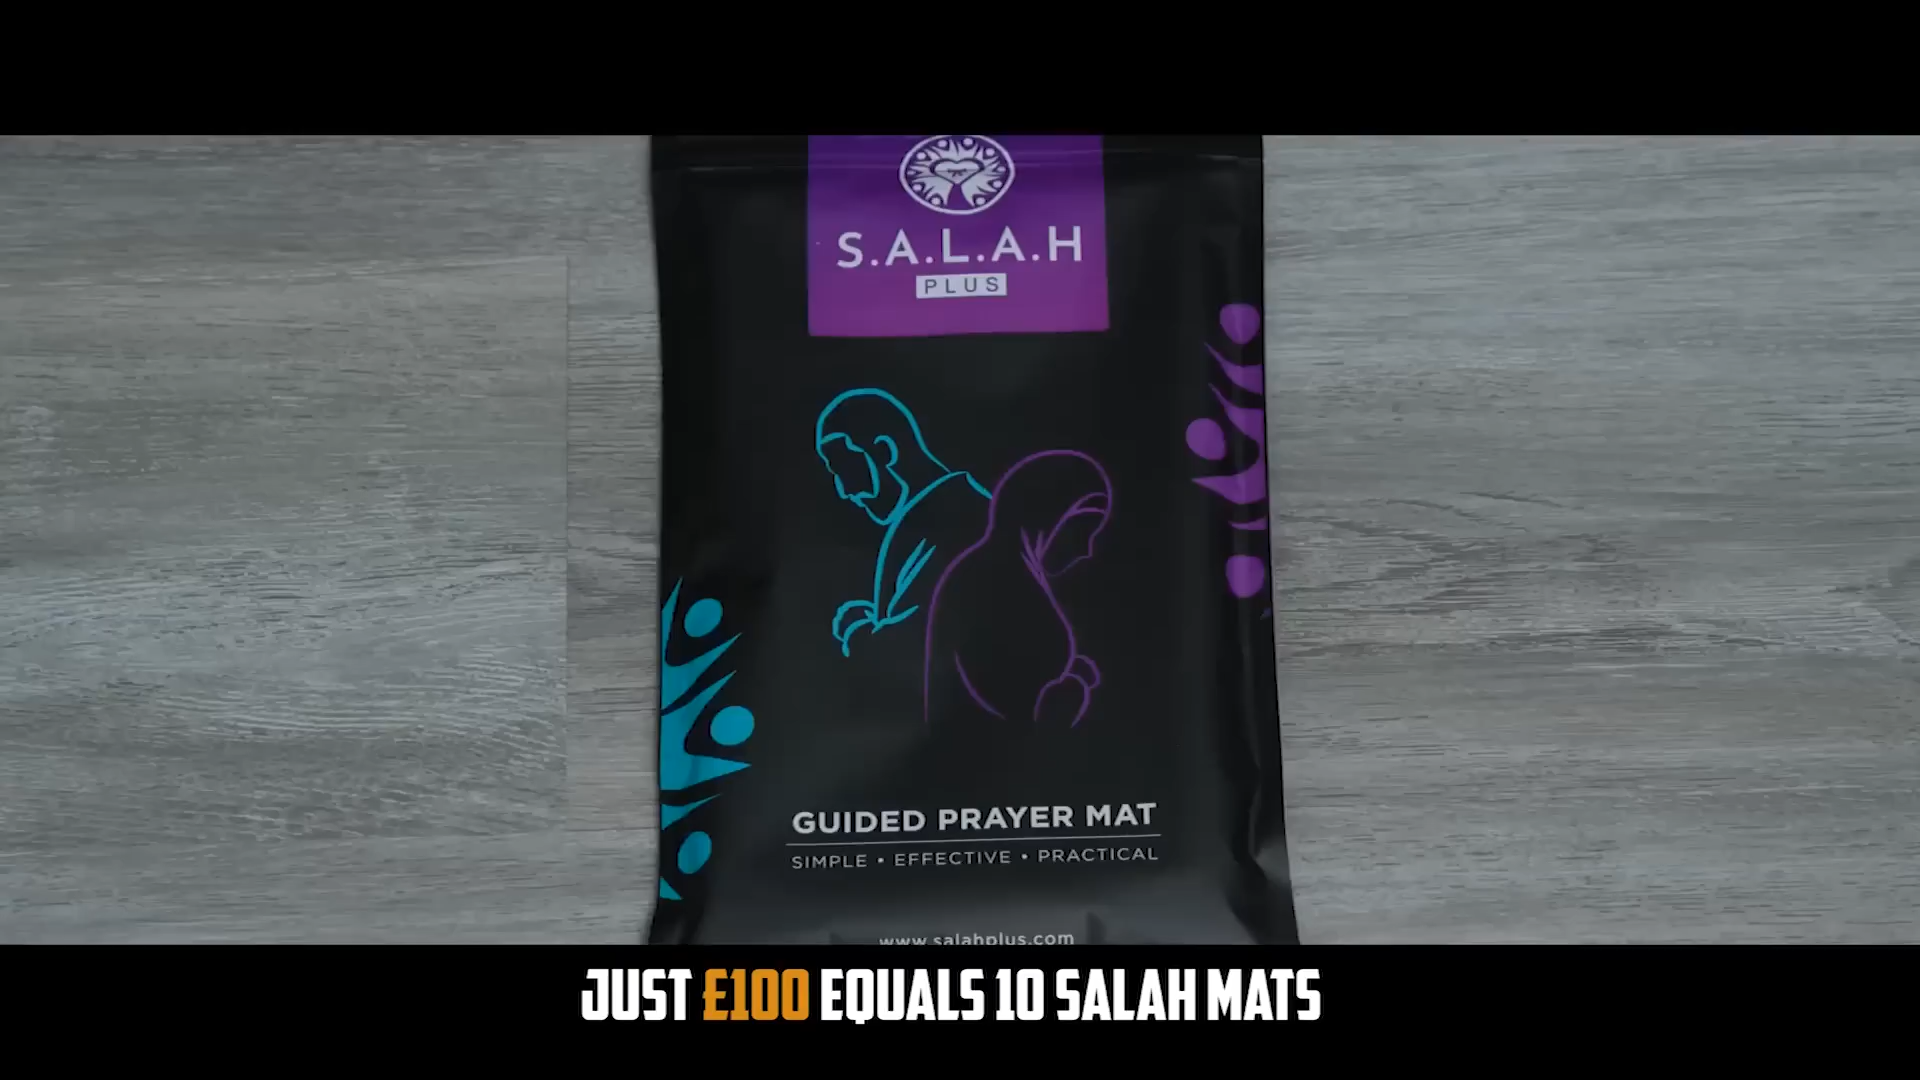 S.A.L.A.H
PLUS
GUIDED PRAYER MAT
SIMPLE • EFFECTIVE • PRACTICAL
www.salahplus.com
JUST £100 EQUALS 10 SALAH MATS